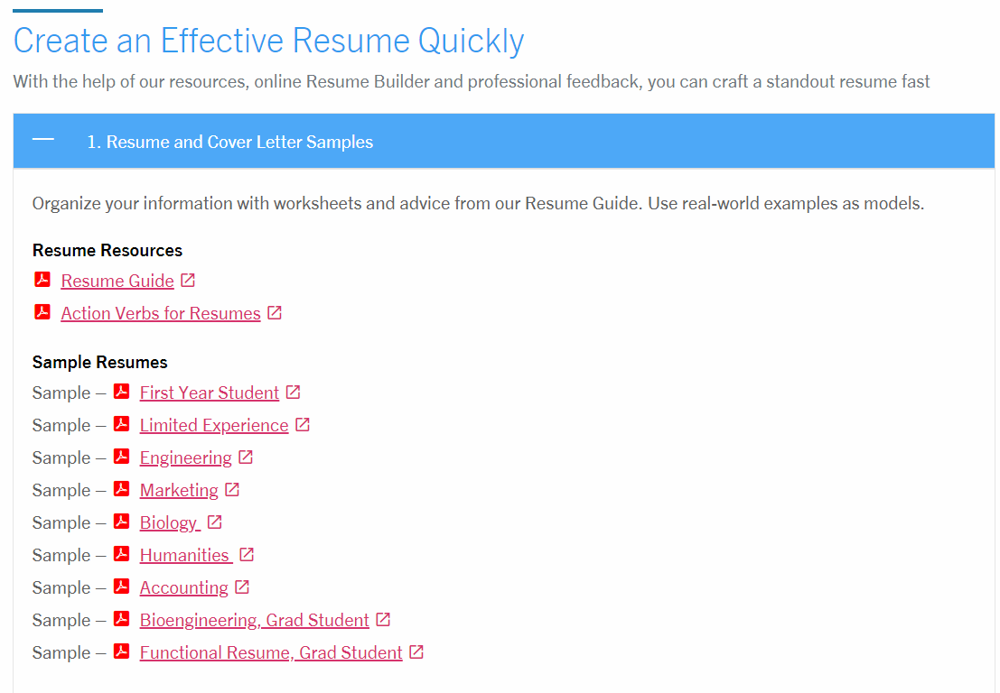 Create an Effective Resume Quickly
With the help of our resources, online Resume Builder and professional feedback, you can craft a standout resume fast
1. Resume and Cover Letter Samples
Organize your information with worksheets and advice from our Resume Guide. Use real-world examples as models.
Resume Resources
Resume Guide
Action Verbs for Resumes
Sample Resumes
Sample – First Year Student
Sample – Limited Experience
Sample – Engineering
Sample – Marketing
Sample – Biology
Sample – Humanities
Sample – Accounting
Sample – Bioengineering, Grad Student
Sample – Functional Resume, Grad Student